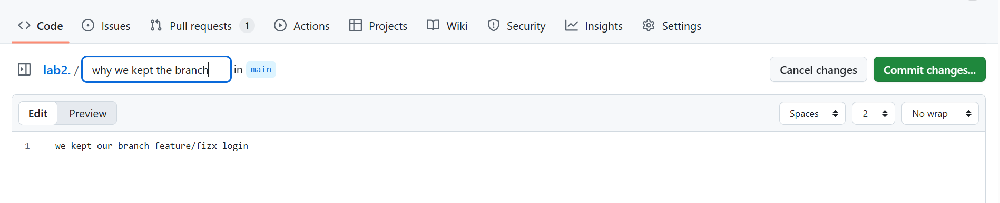 Code Issues Pull requests 1 Actions Projects Wiki Security Insights Settings
lab2. / why we kept the branch in main Cancel changes Commit changes...
Edit Preview Spaces 2 No wrap
1 we kept our branch feature/fizx login